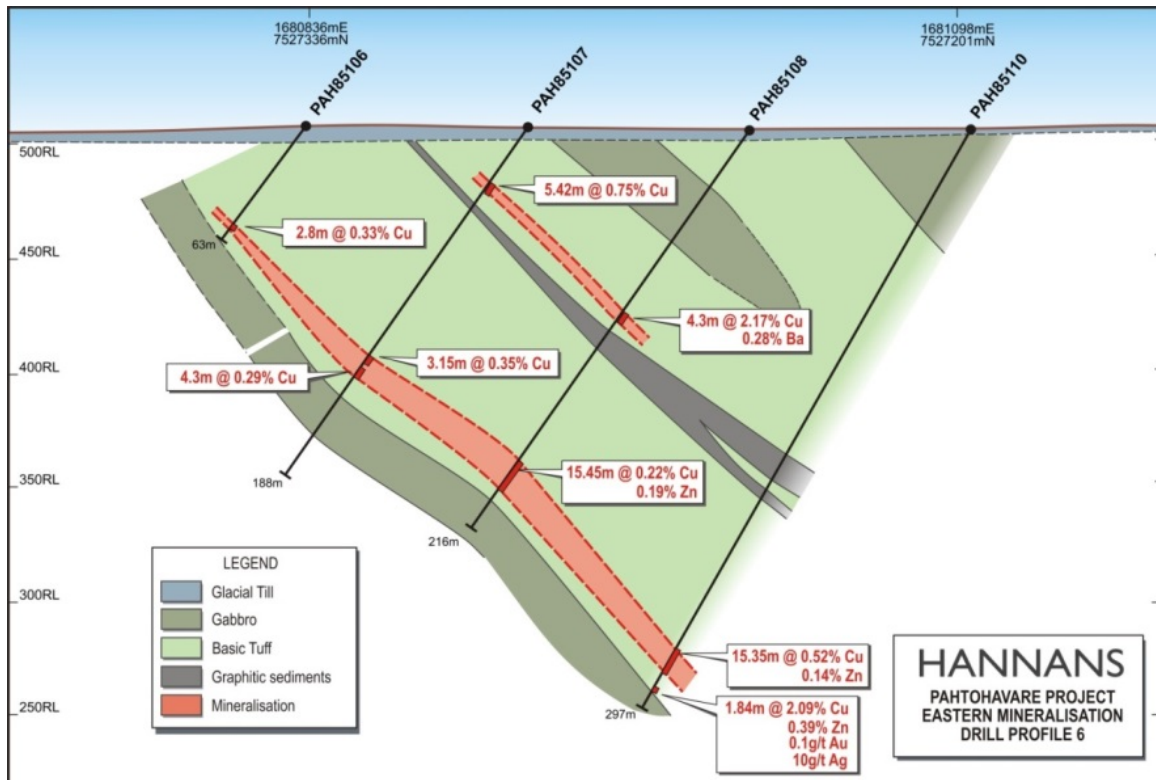 1680836mE
7527336mN
1681098mE
7527201mN
PAH85106
PAH85107
PAH85108
PAH85110
500RL
450RL
400RL
350RL
300RL
250RL
5.42m @ 0.75% Cu
2.8m @ 0.33% Cu
63m
4.3m @ 2.17% Cu
0.28% Ba
3.15m @ 0.35% Cu
4.3m @ 0.29% Cu
15.45m @ 0.22% Cu
0.19% Zn
188m
216m
LEGEND
Glacial Till
Gabbro
Basic Tuff
Graphitic sediments
Mineralisation
15.35m @ 0.52% Cu
0.14% Zn
1.84m @ 2.09% Cu
0.39% Zn
0.1g/t Au
10g/t Ag
297m
HANNANS
PAHTOHAVARE PROJECT
EASTERN MINERALISATION
DRILL PROFILE 6